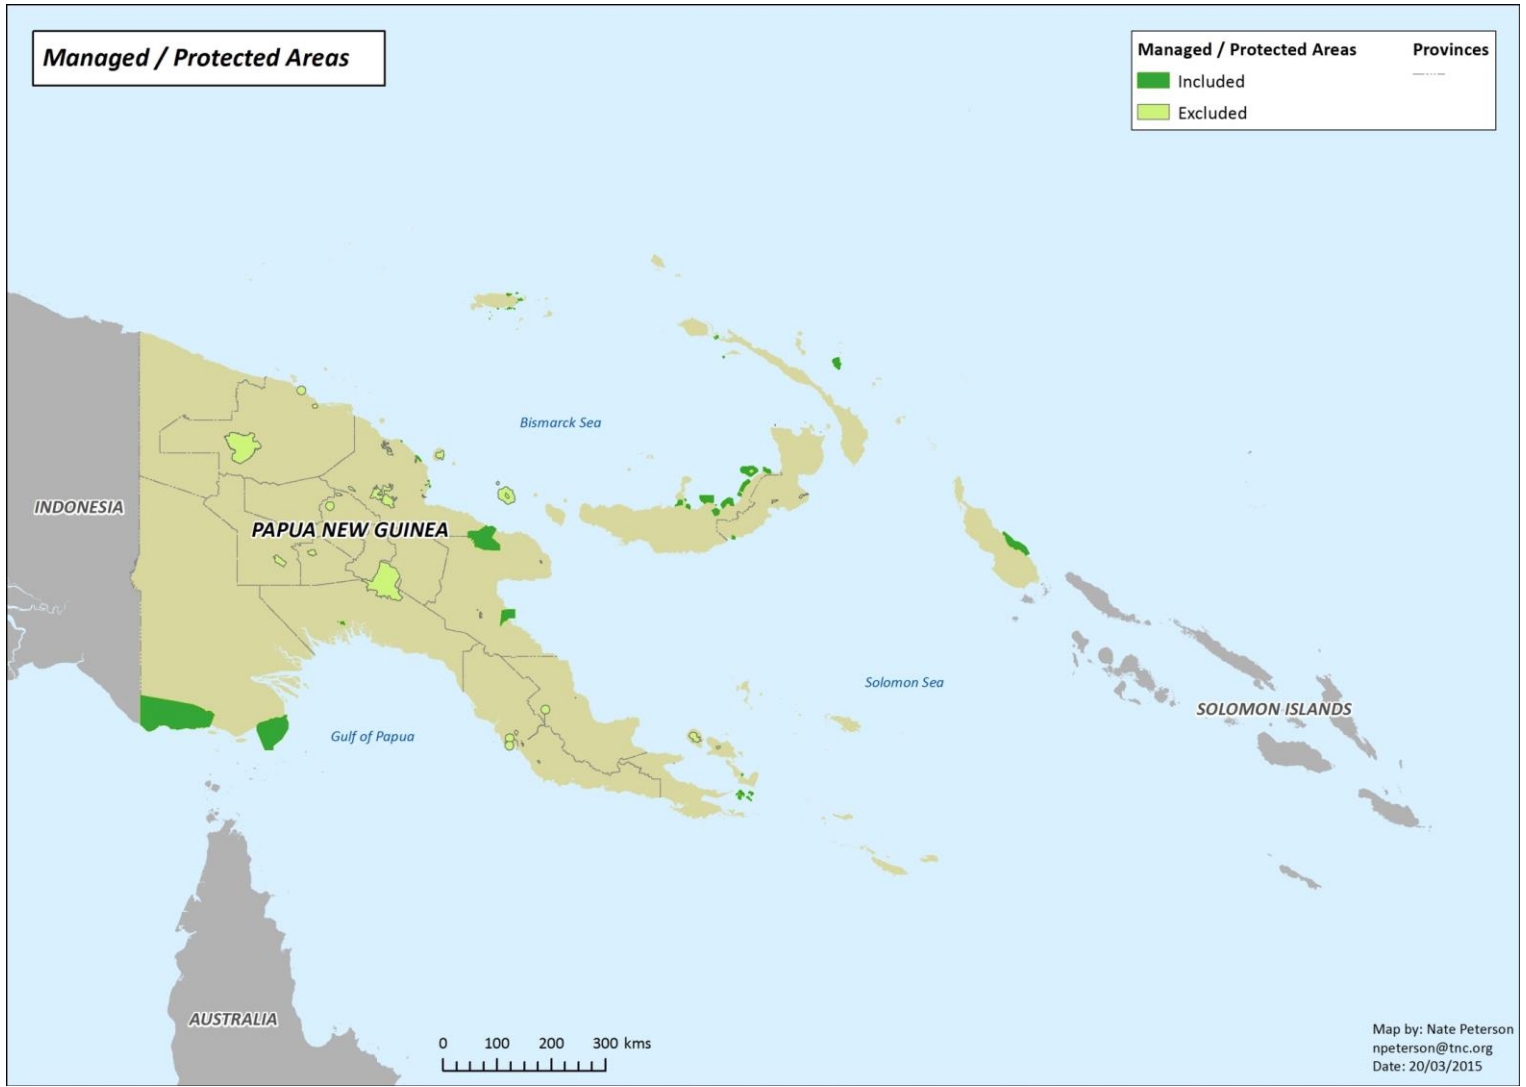 Managed / Protected Areas
Managed / Protected Areas Provinces
Included
Excluded
Bismarck Sea
INDONESIA
PAPUA NEW GUINEA
Solomon Sea
SOLOMON ISLANDS
Gulf of Papua
AUSTRALIA
0 100 200 300 kms
Map by: Nate Peterson
npeterson@tnc.org
Date: 20/03/2015